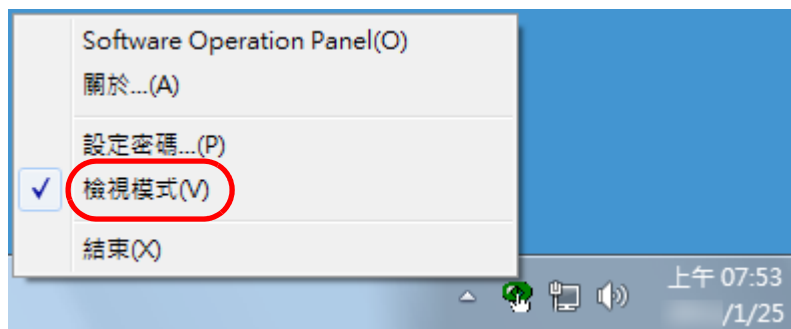 Software Operation Panel(O)
關於...(A)
設定密碼...(P)
檢視模式(V)
結束(X)
上午 07:53
/1/25